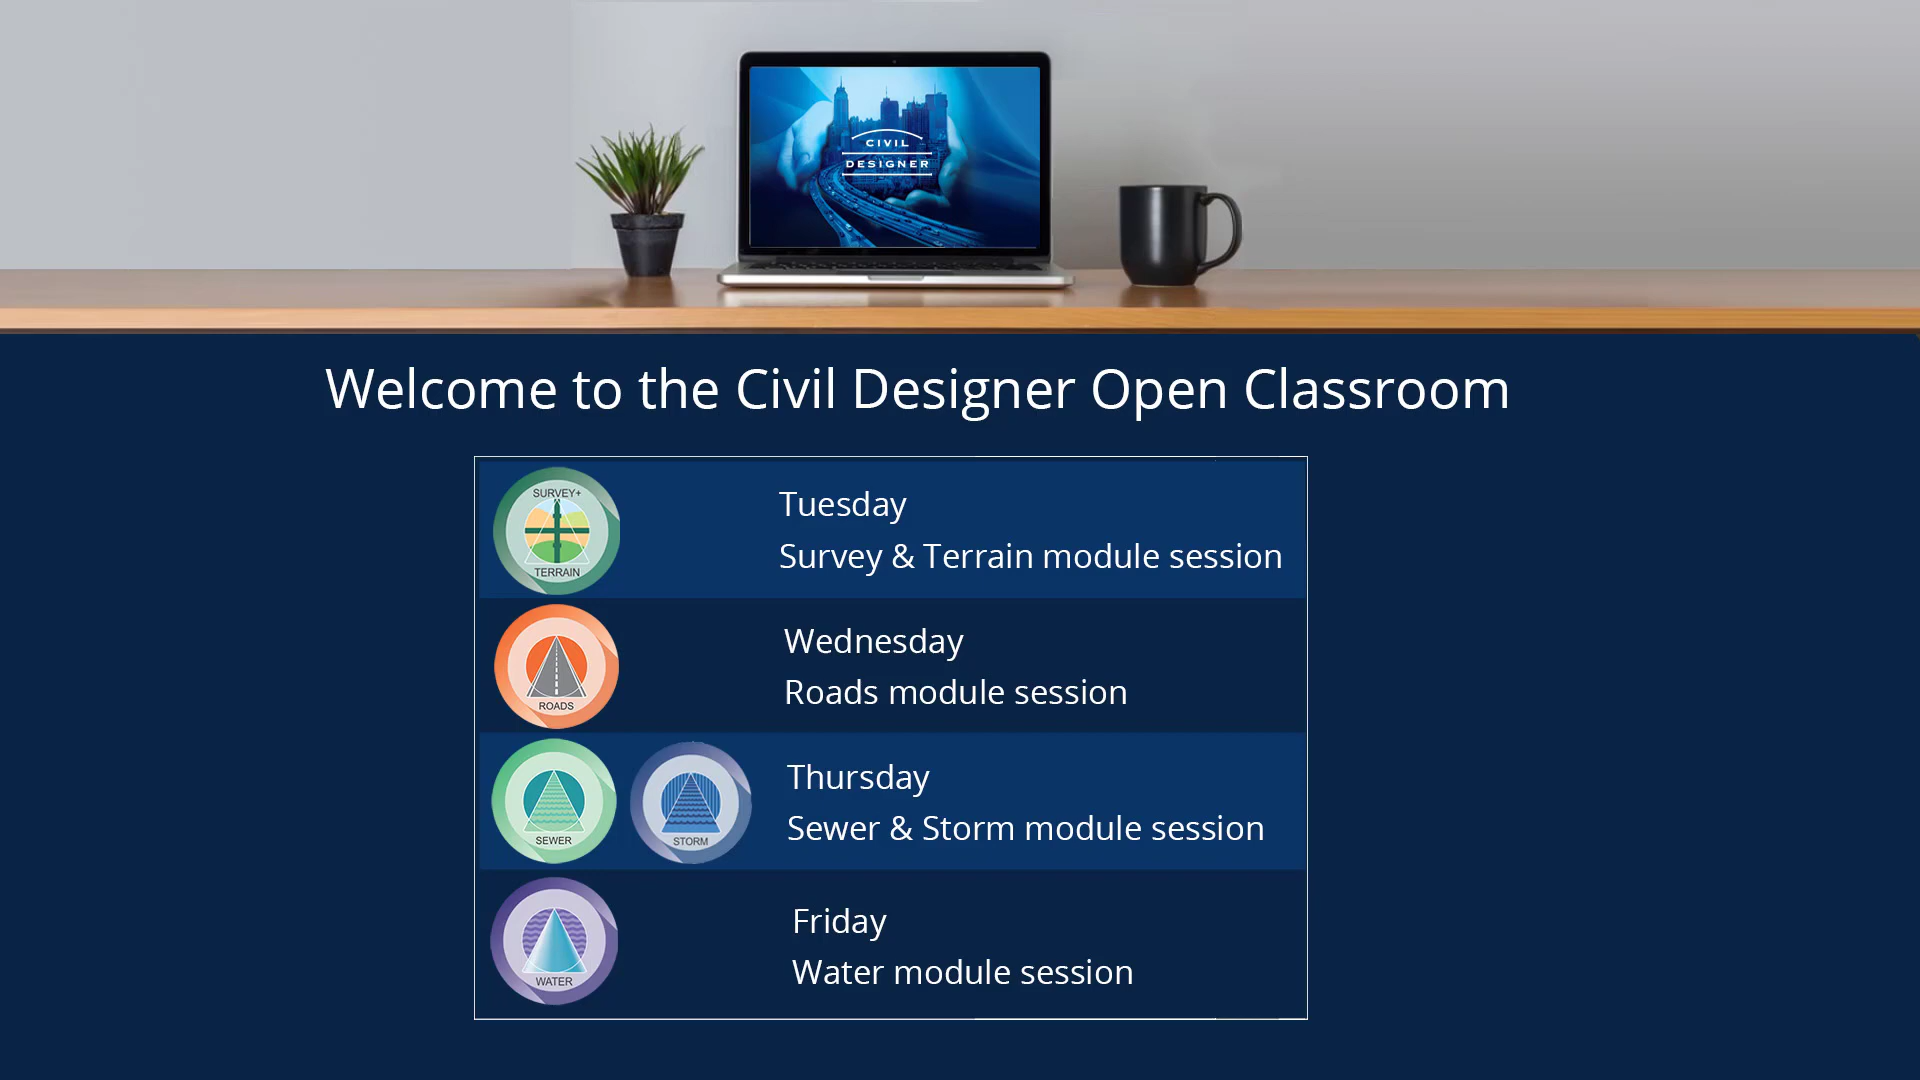 CIVIL
DESIGNER
Welcome to the Civil Designer Open Classroom
SURVEY+
TERRAIN
Tuesday
Survey & Terrain module session
ROADS
Wednesday
Roads module session
SEWER
STORM
Thursday
Sewer & Storm module session
WATER
Friday
Water module session